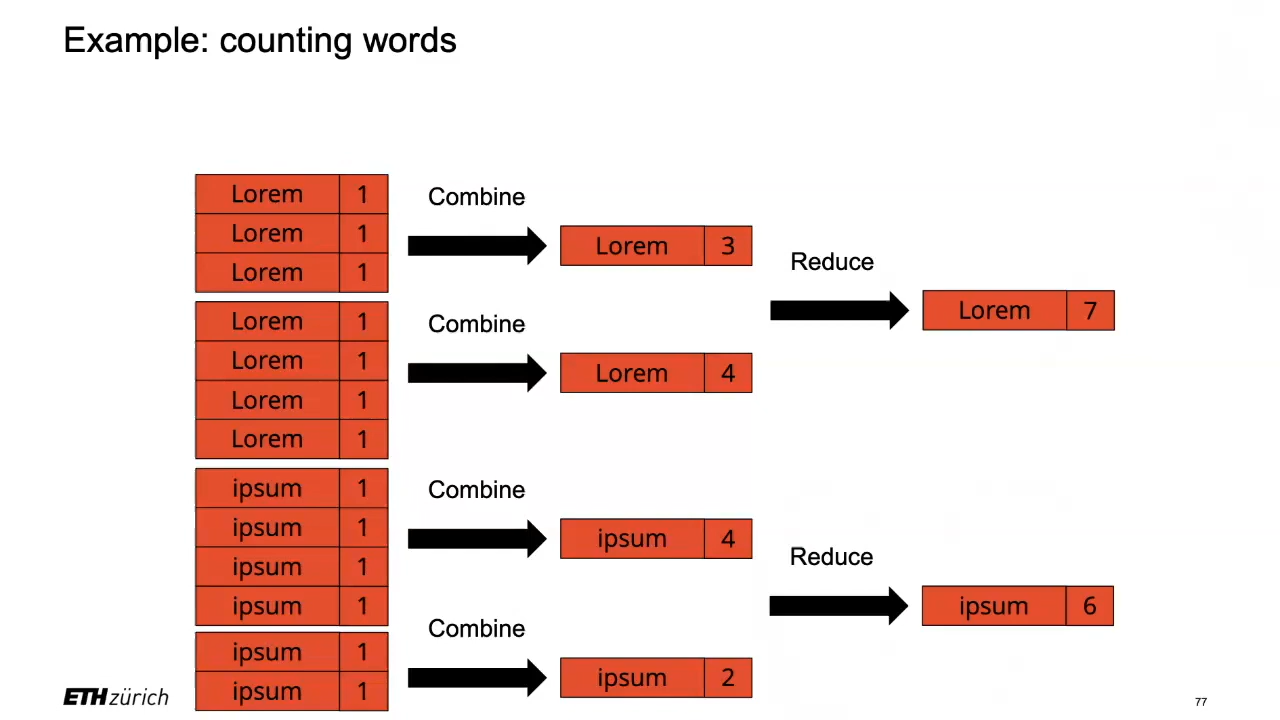 Example: counting words
Lorem 1
Lorem 1
Lorem 1
Combine
Lorem 3
Lorem 1
Lorem 1
Lorem 1
Lorem 1
Combine
Lorem 4
Reduce
Lorem 7
ipsum 1
ipsum 1
ipsum 1
ipsum 1
Combine
ipsum 4
ipsum 1
ipsum 1
Combine
ipsum 2
Reduce
ipsum 6
ETH zürich
77